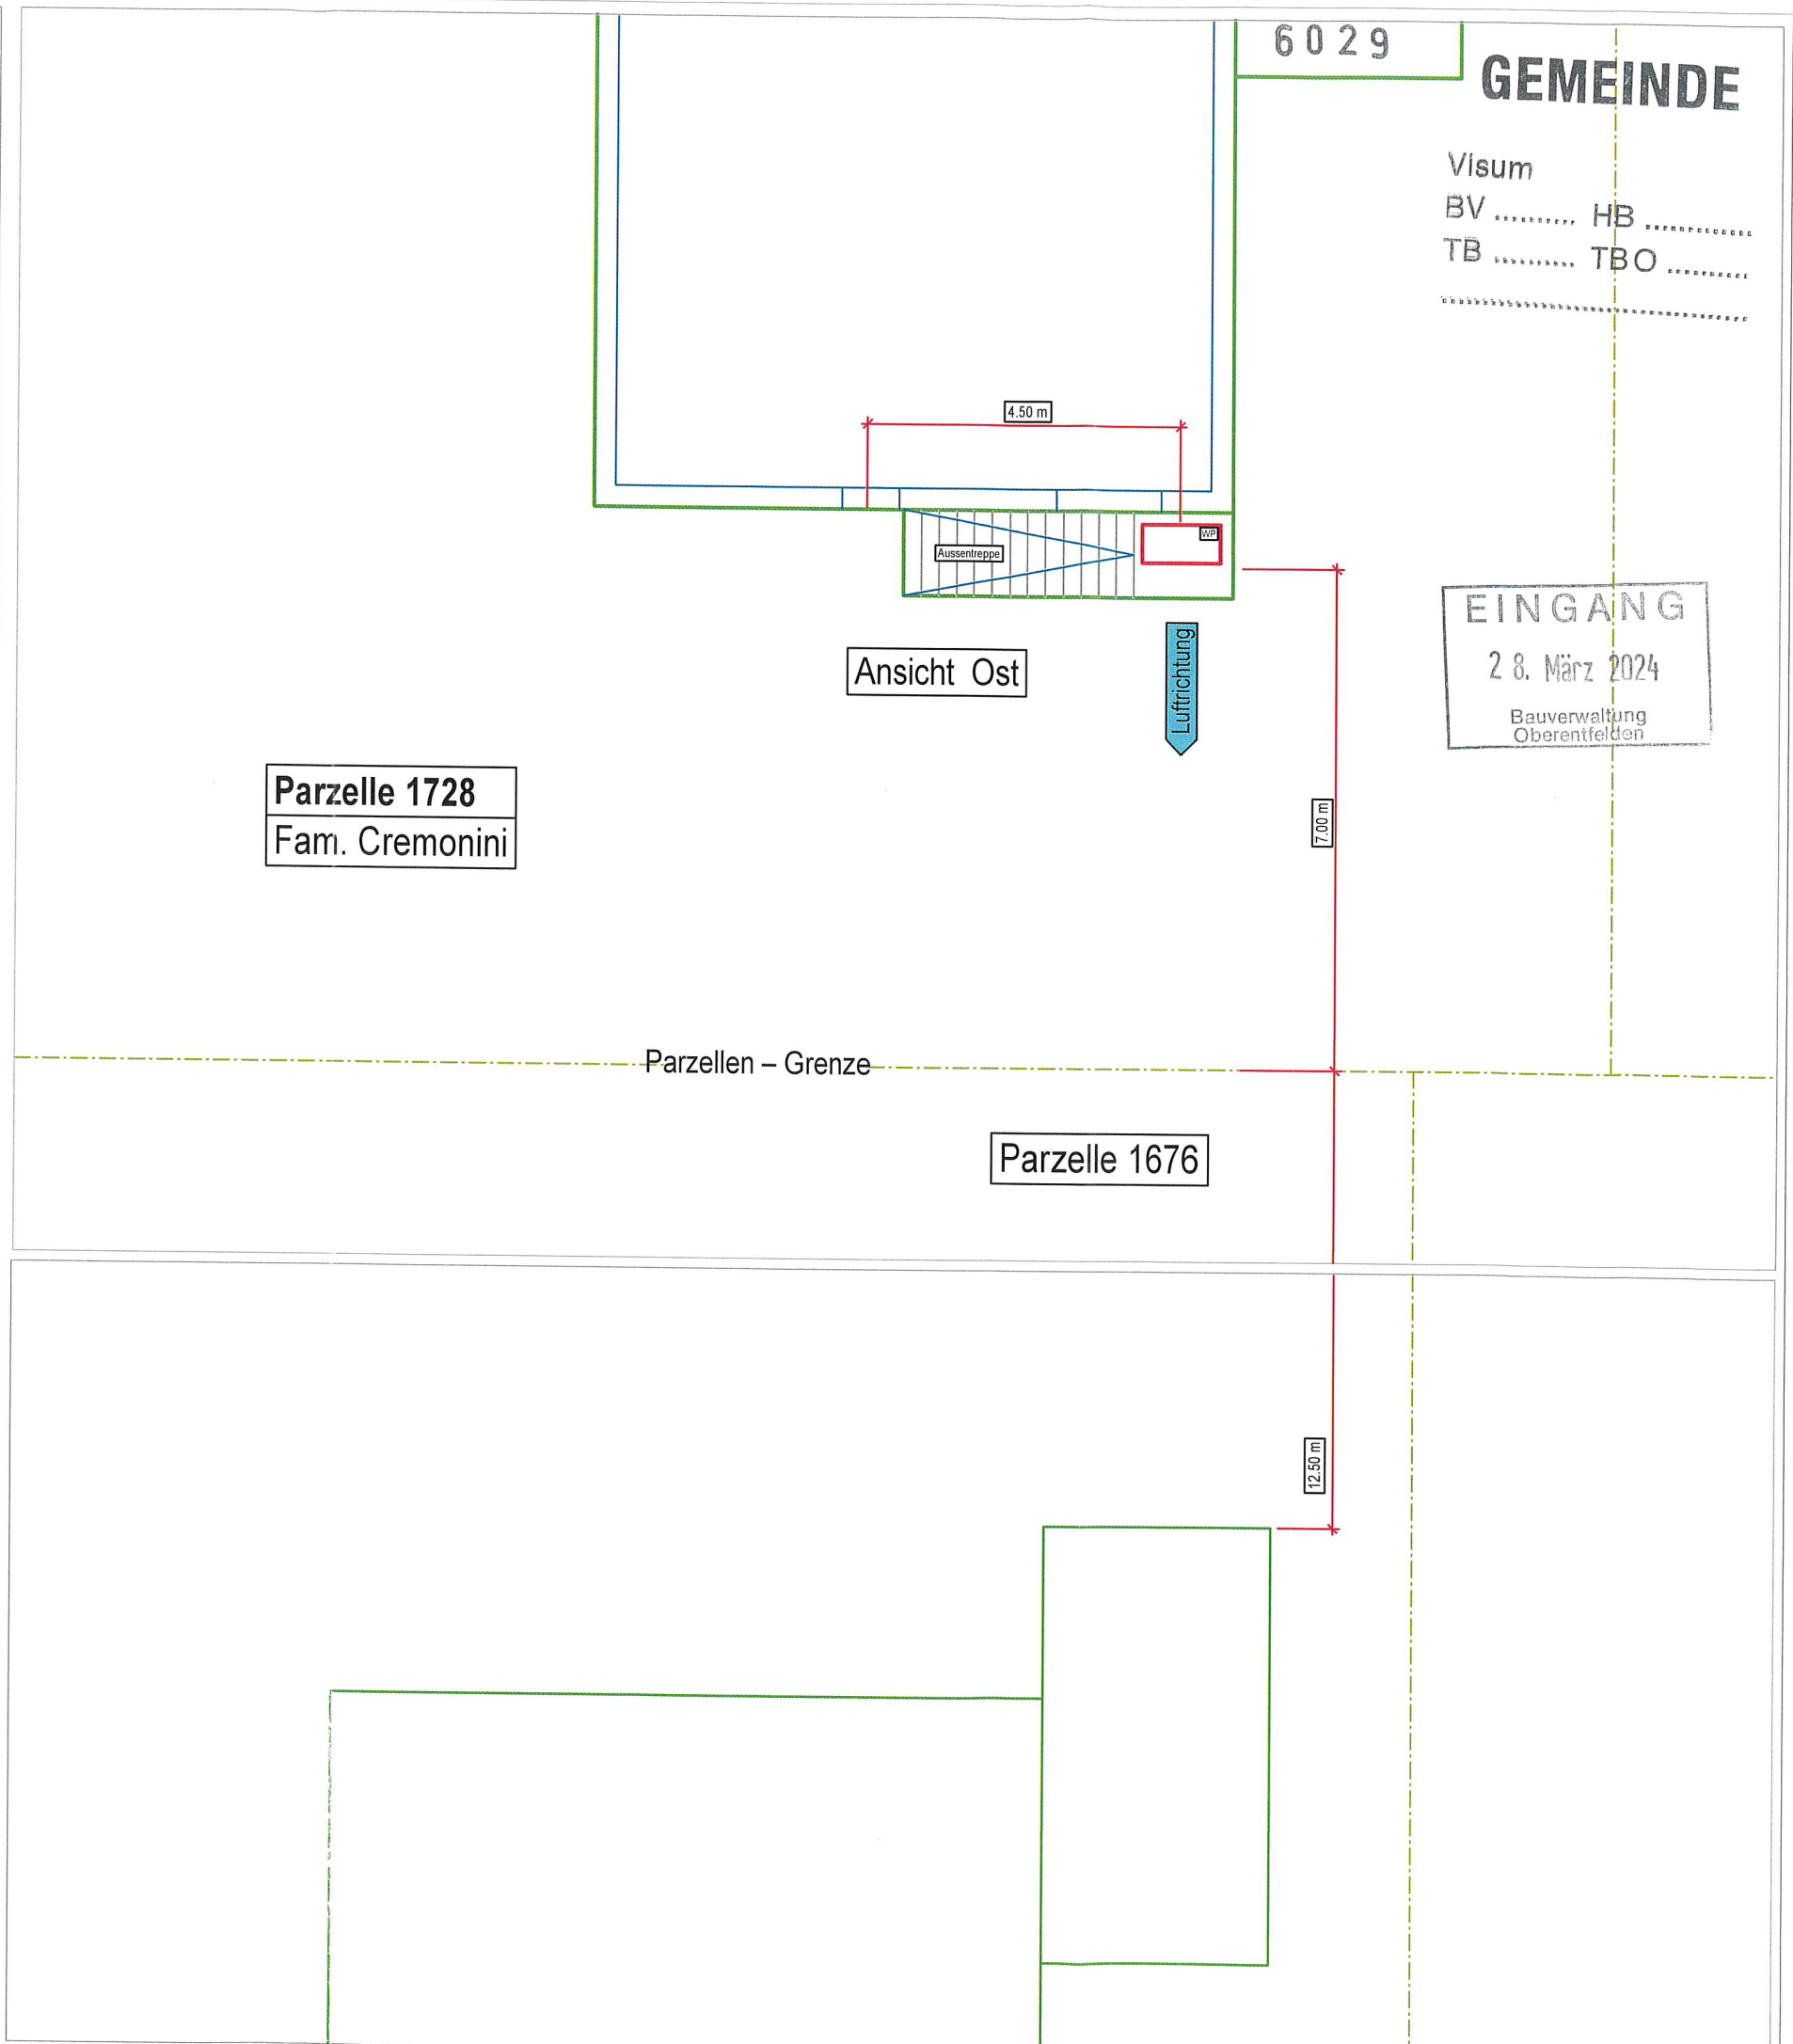 6029
GEMEINDE
Visum
BV .......... HB ............
TB .......... TBO ..........
4.50 m
WP
Aussentreppe
EINGANG
28. März 2024
Bauverwaltung
Oberentfelden
Ansicht Ost
Luftrichtung
Parzelle 1728
Fam. Cremonini
7.00 m
Parzellen – Grenze
Parzelle 1676
12.50 m